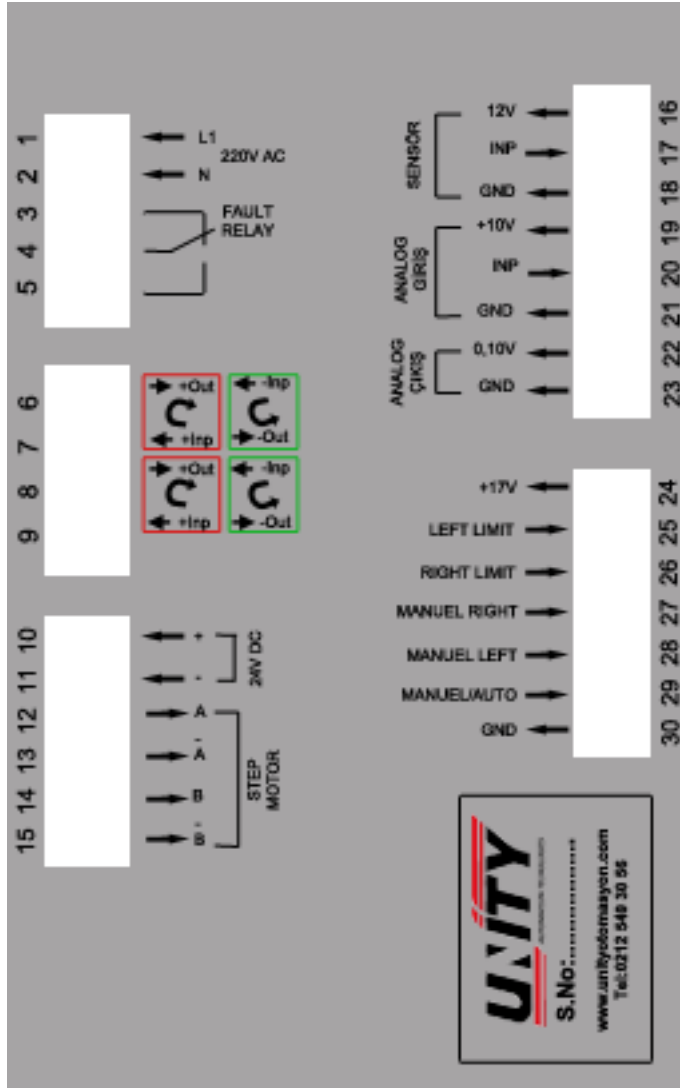 1 L1
220V AC
2 N
3
FAULT
RELAY
4
5
6
7
8
9
+Out
+Inp
-Inp
-Out
+Out
+Inp
-Inp
-Out
10 +
11 -
24V DC
12 A
13 A
14 B
15 B
STEP
MOTOR
SENSÖR
12V 16
INP 17
GND 18
ANALOG
GİRİŞ
+10V 19
INP 20
GND 21
ANALOG
ÇIKIŞ
0,10V 22
GND 23
+17V 24
LEFT LIMIT 25
RIGHT LIMIT 26
MANUEL RIGHT 27
MANUEL LEFT 28
MANUEL/AUTO 29
GND 30
UNITY
S.No:....................
www.unityotomasyon.com
Tel:0212 549 30 56